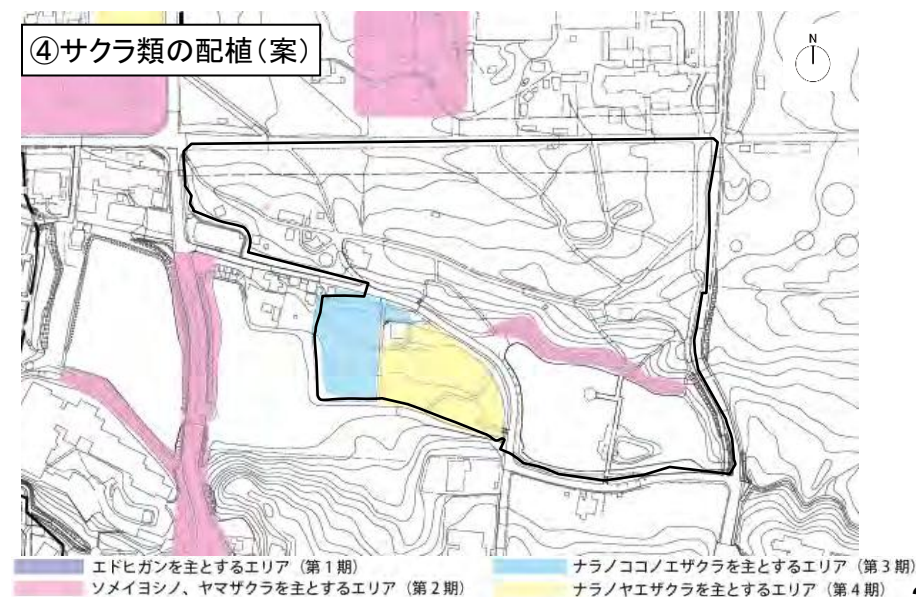 ④サクラ類の配植(案)
N
エドヒガンを主とするエリア（第１期）
ナラノココノエザクラを主とするエリア（第３期）
ソメイヨシノ、ヤマザクラを主とするエリア（第２期）
ナラノヤエザクラを主とするエリア（第４期）